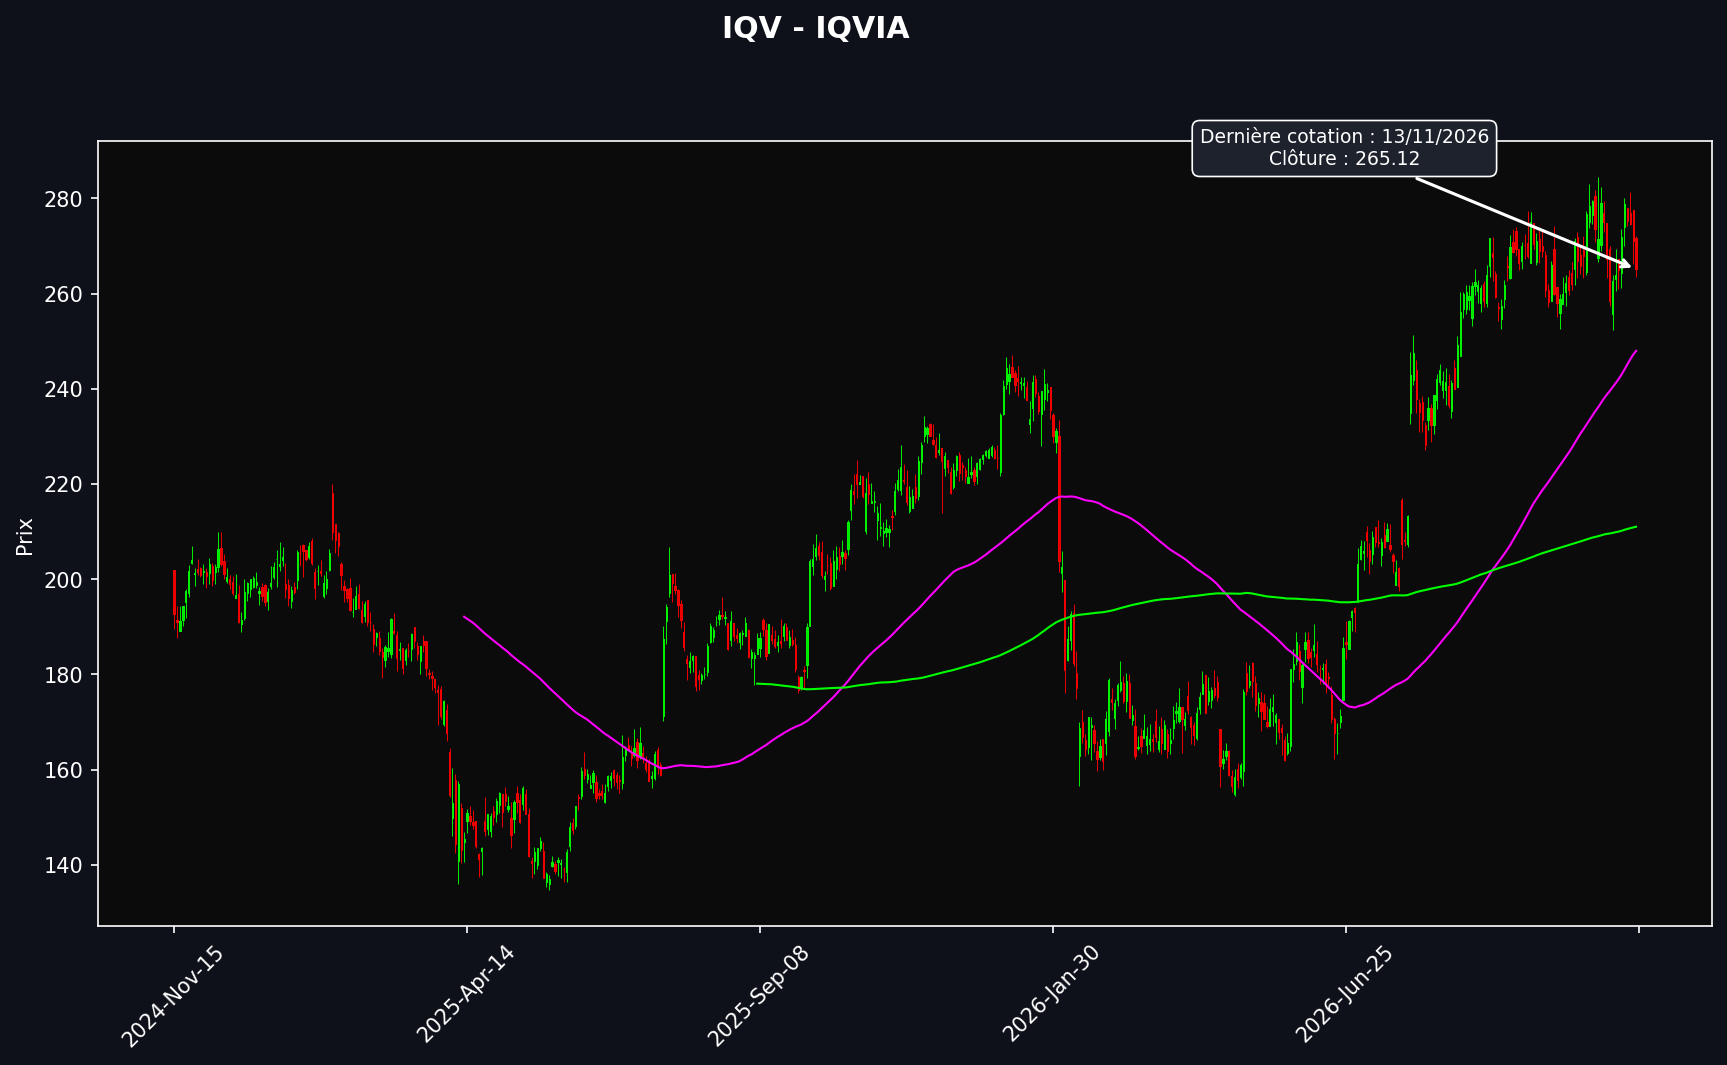 IQV - IQVIA
Dernière cotation : 13/11/2026
Clôture : 265.12
Prix
280
260
240
220
200
180
160
140
2024-Nov-15
2025-Apr-14
2025-Sep-08
2026-Jan-30
2026-Jun-25